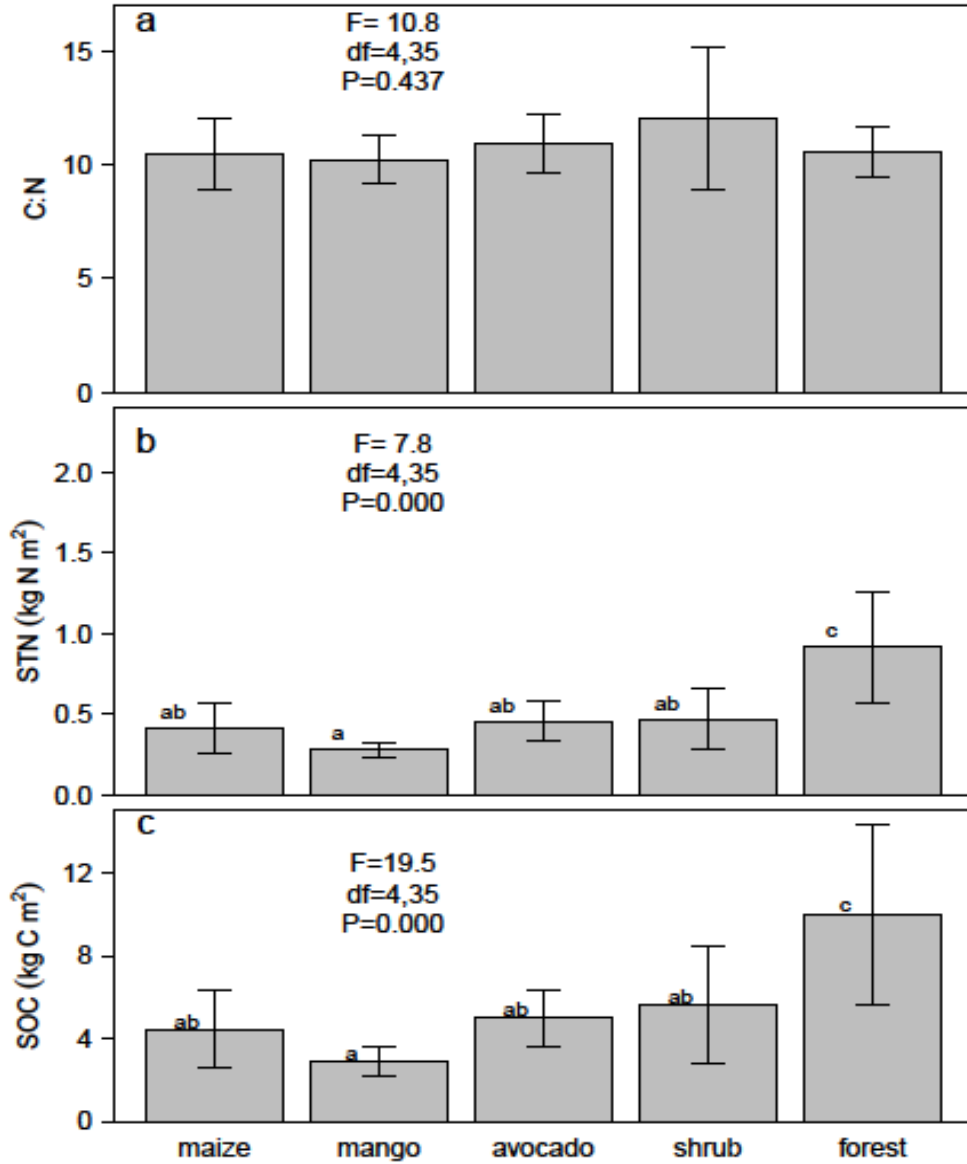 a
F= 10.8
df=4,35
P=0.437
15
10
5
0
C:N
b
F= 7.8
df=4,35
P=0.000
2.0
1.5
1.0
0.5
0.0
STN (kg N m²)
ab
a
ab
ab
c
c
F=19.5
df=4,35
P=0.000
12
8
4
0
SOC (kg C m²)
ab
a
ab
ab
c
maize mango avocado shrub forest